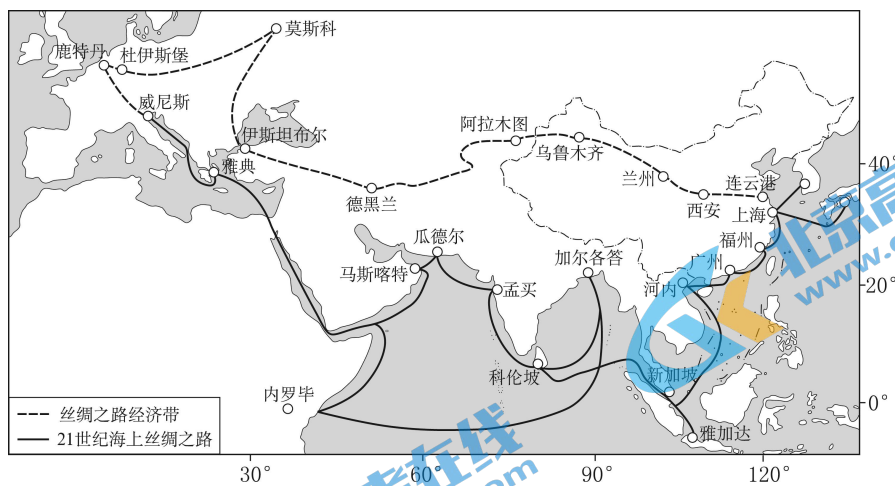 莫斯科
鹿特丹
杜伊斯堡
威尼斯
伊斯坦布尔
雅典
阿拉木图
乌鲁木齐
40°
兰州
连云港
德黑兰
西安
上海
福州
瓜德尔
加尔各答
广州
马斯喀特
孟买
河内
20°
科伦坡
新加坡
内罗毕
0°
丝绸之路经济带
21世纪海上丝绸之路
雅加达
30°
60°
90°
120°